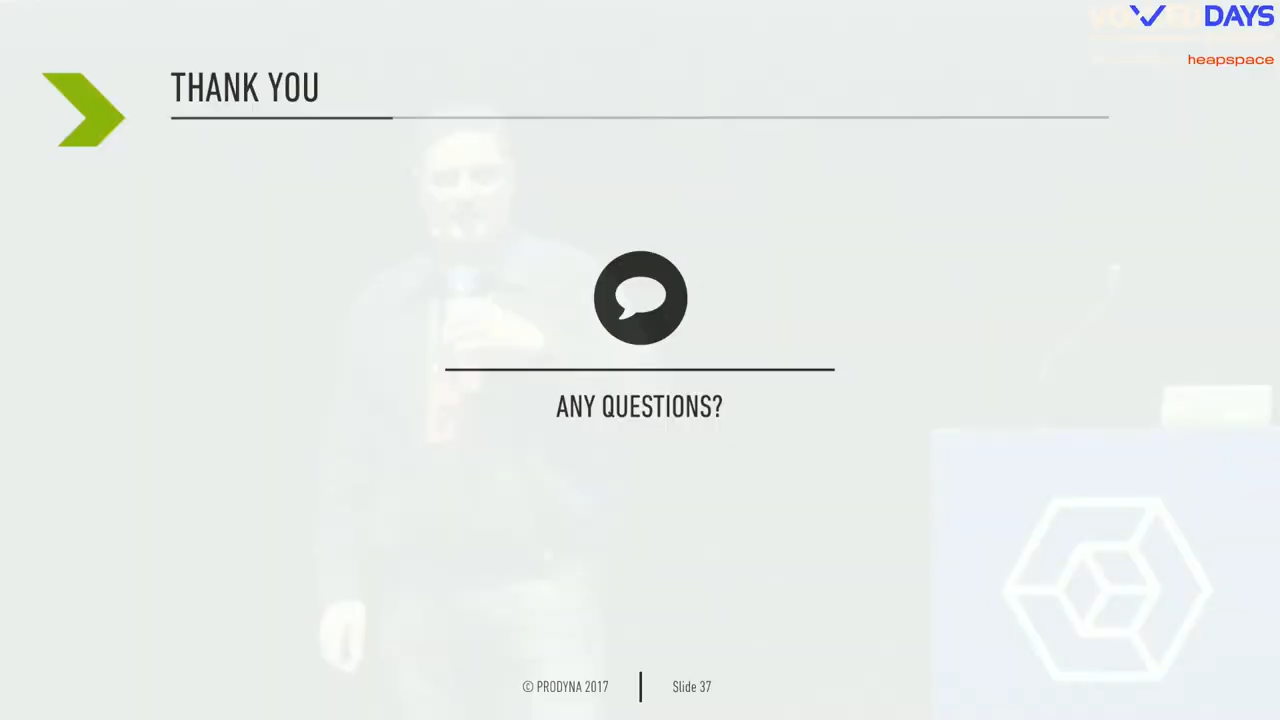 DAYS
heapspace
THANK YOU
ANY QUESTIONS?
© PRODYNA 2017
Slide 37